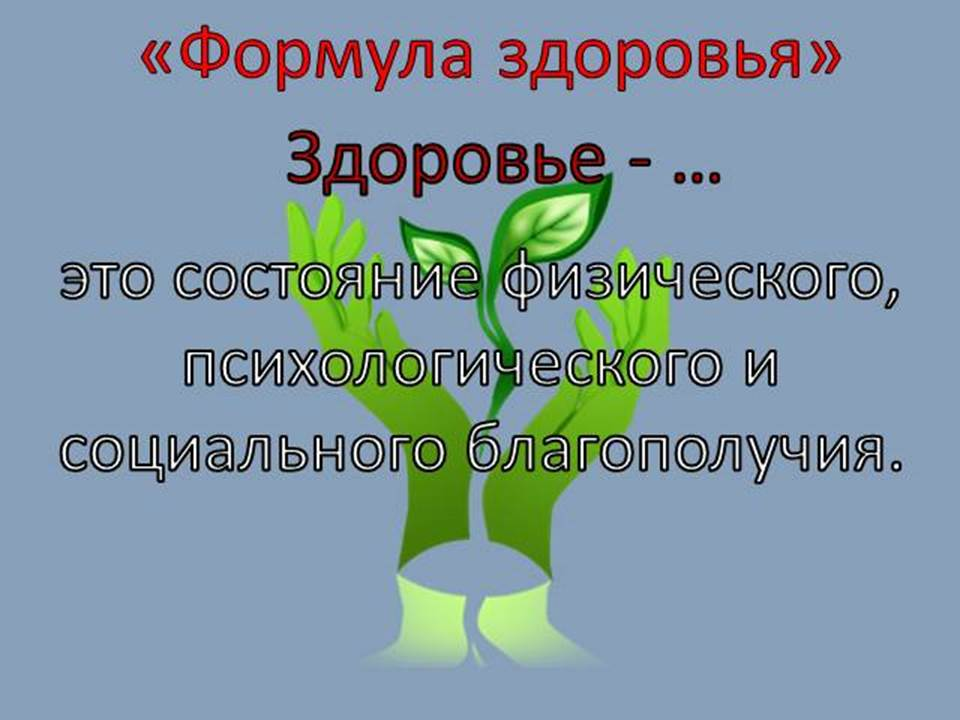 «Формула здоровья»
Здоровье - ...
это состояние физического,
психологического и
социального благополучия.